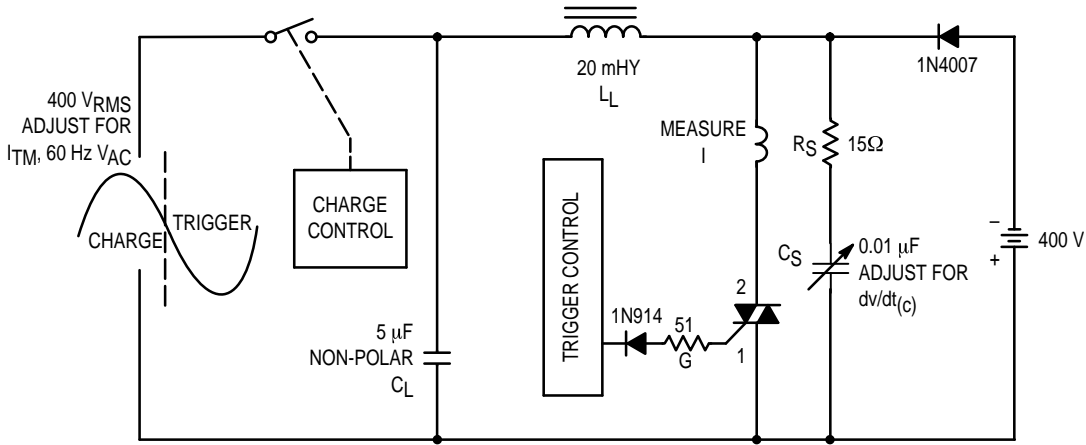 400 VRMS
ADJUST FOR
ITM, 60 Hz VAC
CHARGE
TRIGGER
CHARGE
CONTROL
5 μF
NON-POLAR
CL
20 mHY
LL
TRIGGER CONTROL
MEASURE
I
1N914
51
G
2
1
RS
15Ω
CS
0.01 μF
ADJUST FOR
dv/dt(c)
1N4007
–
+
400 V